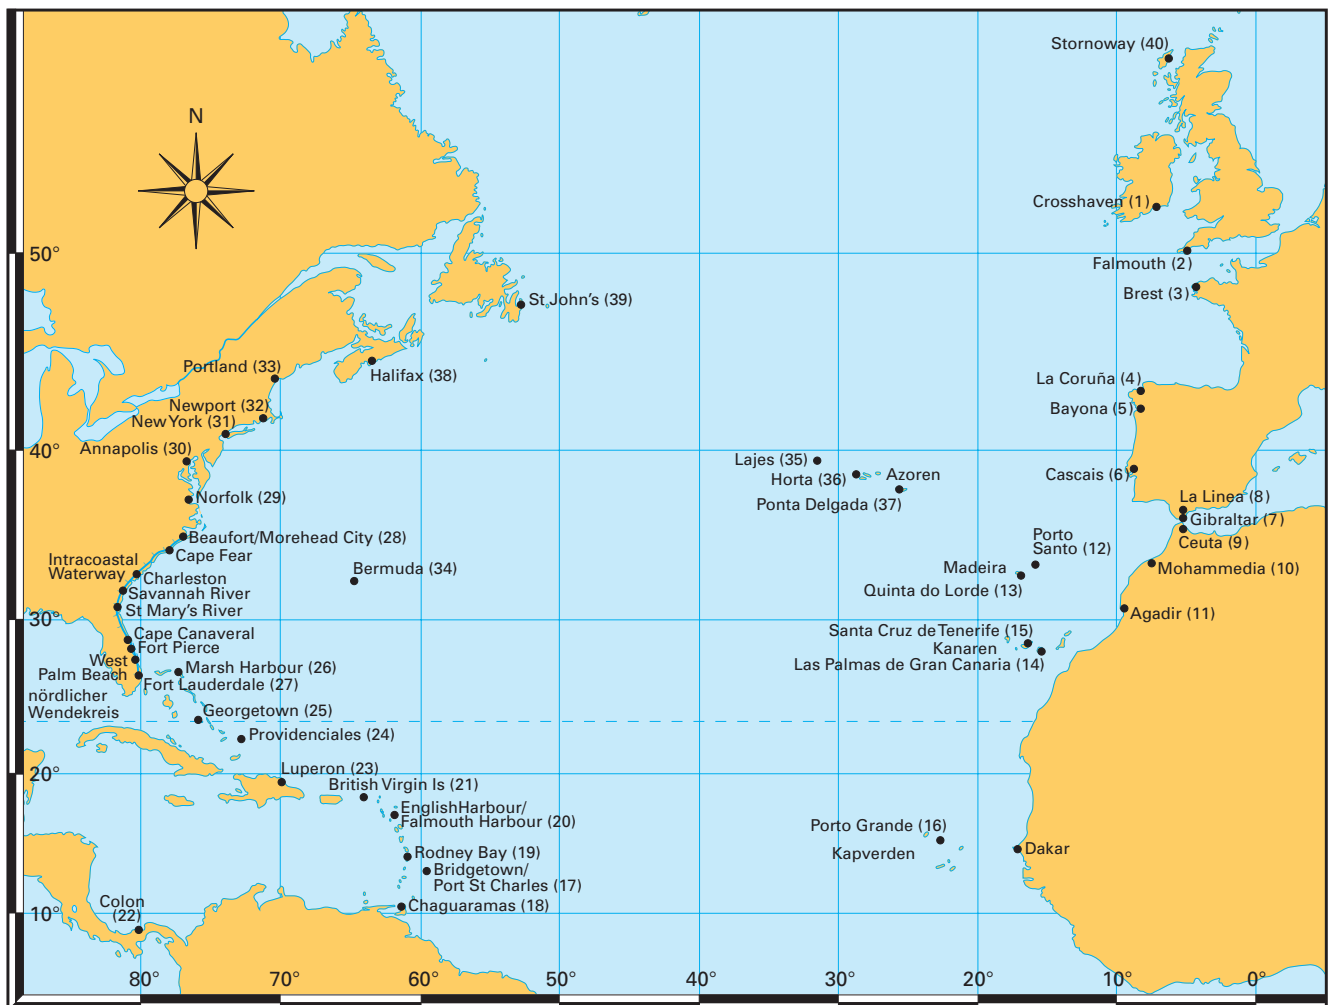 Stornoway (40)
N
Crosshaven (1)
50°
Falmouth (2)
Brest (3)
St John's (39)
Portland (33)
Halifax (38)
La Coruña (4)
Newport (32)
Bayona (5)
New York (31)
Annapolis (30)
40°
Lajes (35)
Horta (36)
Azoren
Cascais (6)
Norfolk (29)
Ponta Delgada (37)
La Linea (8)
Gibraltar (7)
Beaufort/Morehead City (28)
Porto
Santo (12)
Ceuta (9)
Cape Fear
Intracoastal
Waterway
Bermuda (34)
Madeira
Mohammedia (10)
Charleston
Savannah River
Quinta do Lorde (13)
St Mary's River
Agadir (11)
30°
Cape Canaveral
Santa Cruz de Tenerife (15)
Fort Pierce
Kanaren
West
Palm Beach
Marsh Harbour (26)
Las Palmas de Gran Canaria (14)
Fort Lauderdale (27)
nördlicher
Wendekreis
Georgetown (25)
Providenciales (24)
20°
Luperon (23)
British Virgin Is (21)
EnglishHarbour/
Falmouth Harbour (20)
Porto Grande (16)
Rodney Bay (19)
Kapverden
Dakar
Bridgetown/
Port St Charles (17)
Colon
(22)
Chaguaramas (18)
10°
80°
70°
60°
50°
40°
30°
20°
10°
0°